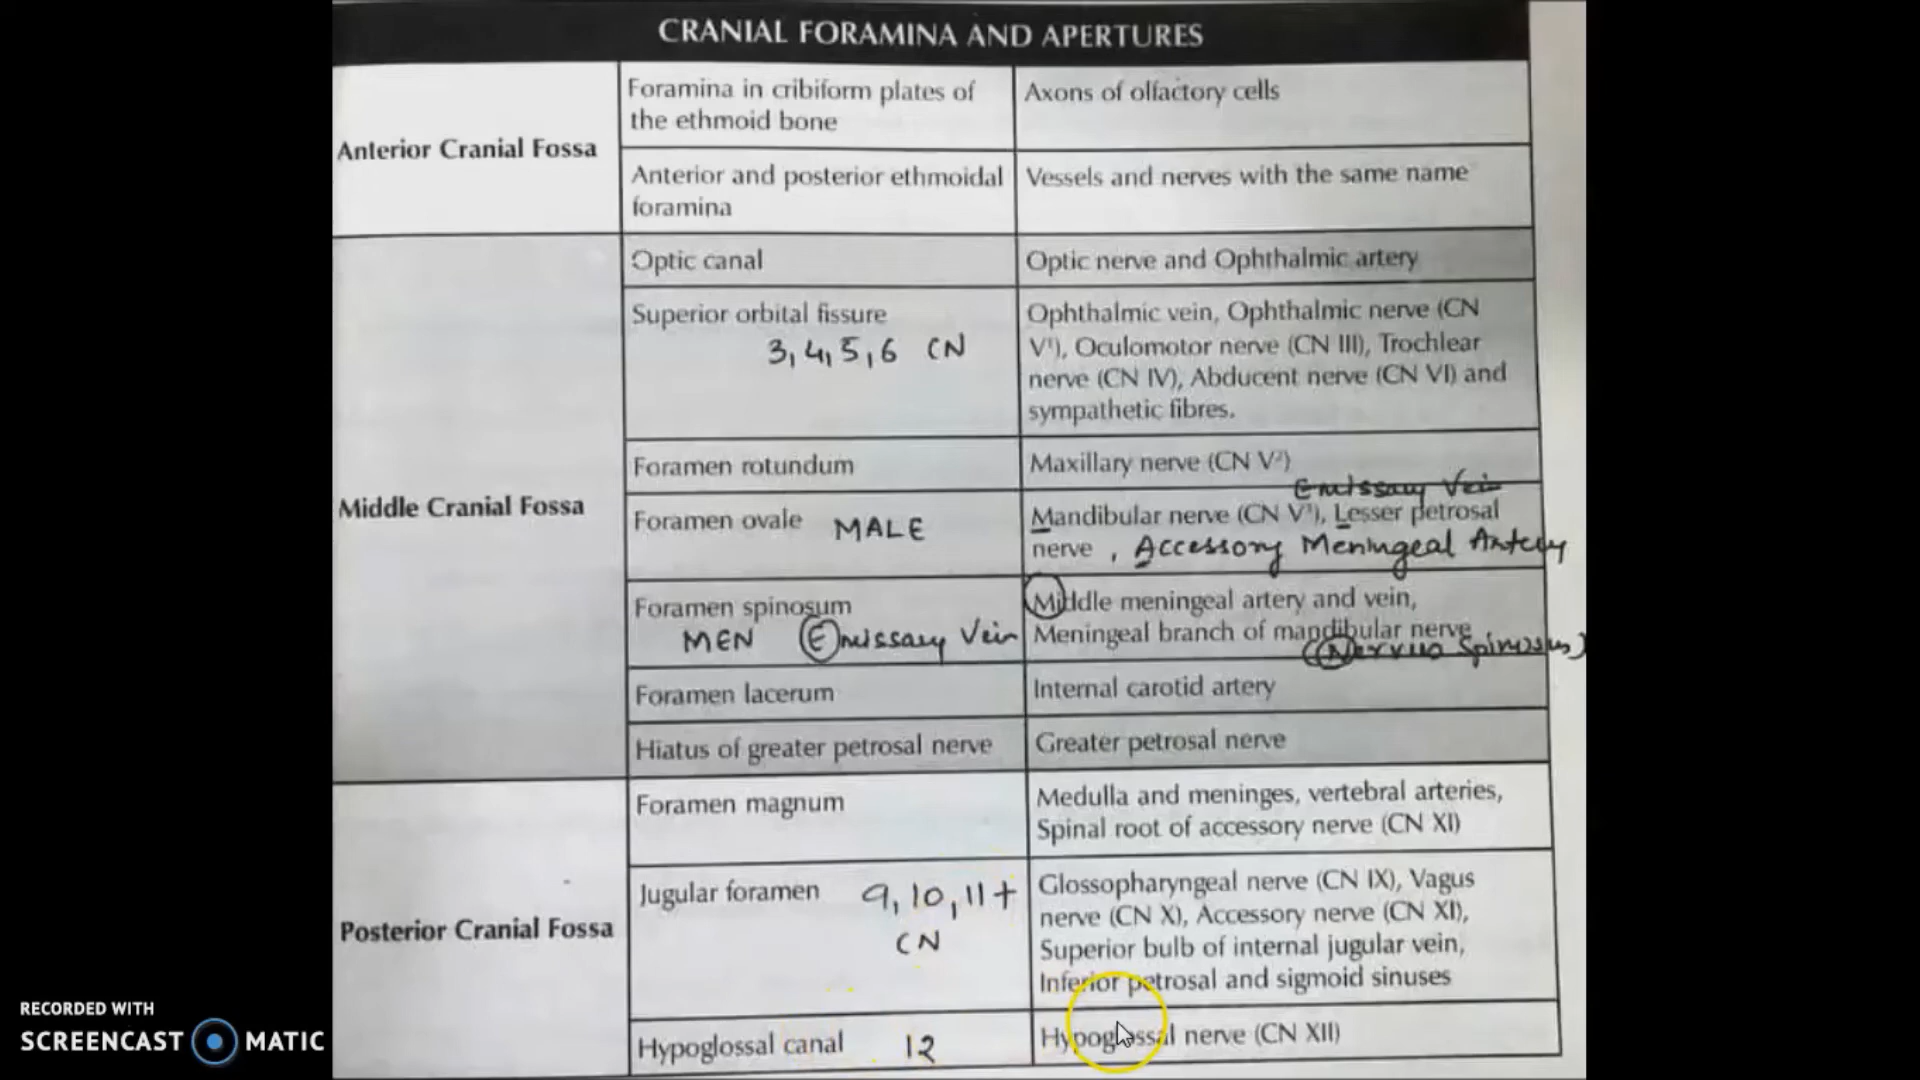 CRANIAL FORAMINA AND APERTURES
Anterior Cranial Fossa
Foramina in cribiform plates of
the ethmoid bone
Axons of olfactory cells
Anterior and posterior ethmoidal
foramina
Vessels and nerves with the same name
Middle Cranial Fossa
Optic canal
Optic nerve and Ophthalmic artery
Superior orbital fissure
3,4,5,6 CN
Ophthalmic vein, Ophthalmic nerve (CN
V¹), Oculomotor nerve (CN III), Trochlear
nerve (CN IV), Abducent nerve (CN VI) and
sympathetic fibres.
Foramen rotundum
Maxillary nerve (CN V²)
Foramen ovale MALE
Emissary Vein
Mandibular nerve (CN V³), Lesser petrosal
nerve , Accessory Meningeal Artery
Foramen spinosum
MEN Emissary Vein
Middle meningeal artery and vein,
Meningeal branch of mandibular nerve
(Nervus Spinosus)
Foramen lacerum
Internal carotid artery
Hiatus of greater petrosal nerve
Greater petrosal nerve
Posterior Cranial Fossa
Foramen magnum
Medulla and meninges, vertebral arteries,
Spinal root of accessory nerve (CN XI)
Jugular foramen 9,10,11+
CN
Glossopharyngeal nerve (CN IX), Vagus
nerve (CN X), Accessory nerve (CN XI),
Superior bulb of internal jugular vein,
Inferior petrosal and sigmoid sinuses
Hypoglossal canal 12
Hypoglossal nerve (CN XII)
RECORDED WITH
SCREENCAST MATIC